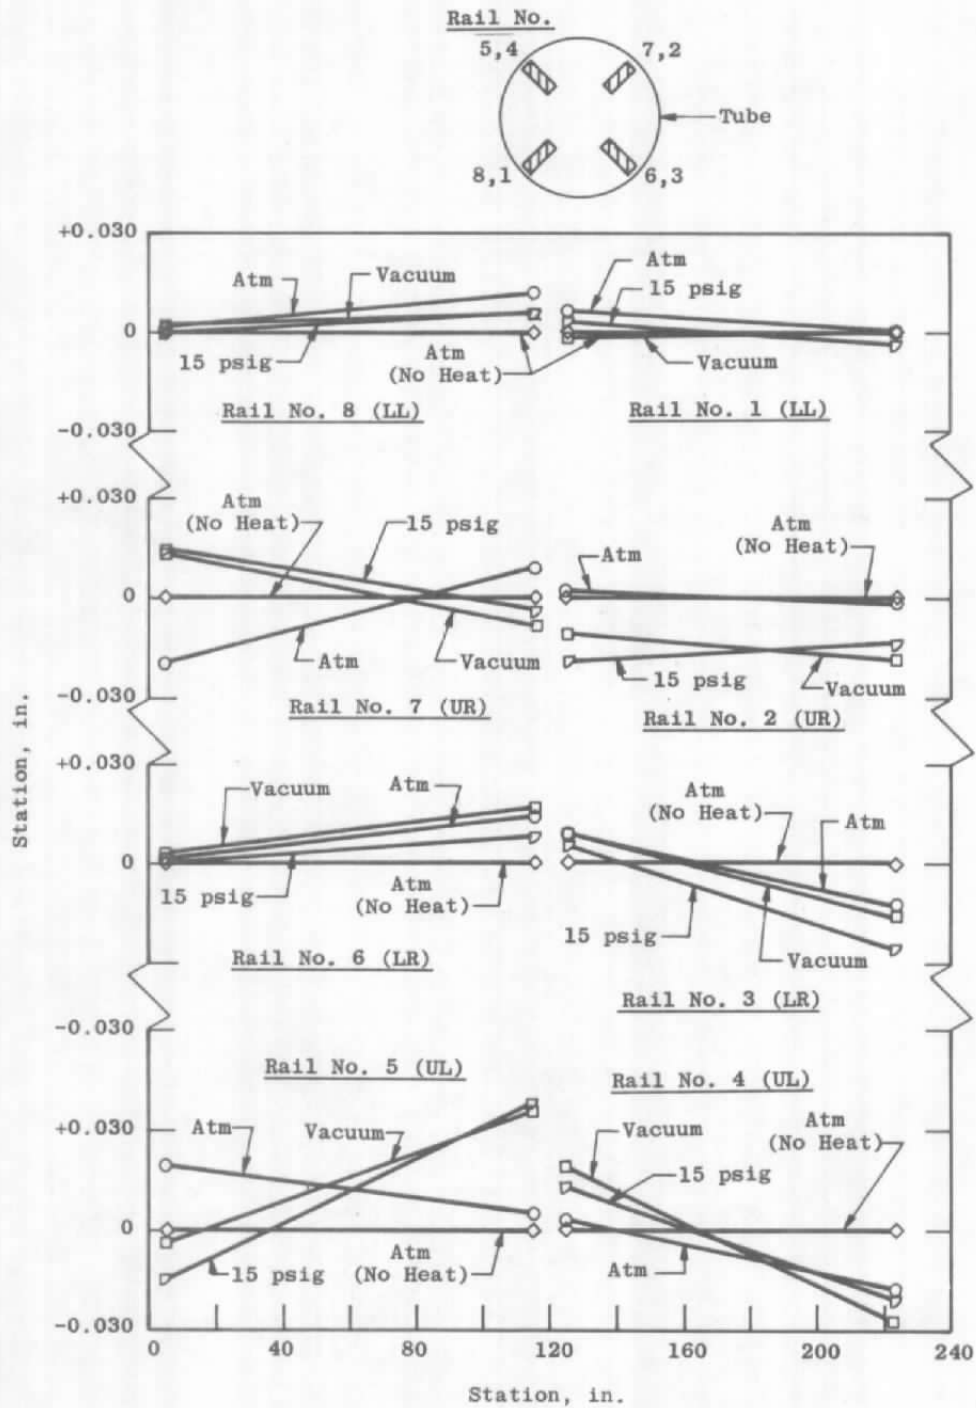 Rail No.
5,4
7,2
Tube
8,1
6,3
+0.030
Atm
Vacuum
Atm
15 psig
0
15 psig
Atm
(No Heat)
Vacuum
Rail No. 8 (LL)
Rail No. 1 (LL)
-0.030
+0.030
Atm
(No Heat)
15 psig
Atm
Atm
(No Heat)
0
Atm
Vacuum
15 psig
Vacuum
-0.030
Rail No. 7 (UR)
Rail No. 2 (UR)
+0.030
Vacuum
Atm
Atm
(No Heat)
Atm
0
15 psig
Atm
(No Heat)
15 psig
Vacuum
Rail No. 6 (LR)
Rail No. 3 (LR)
-0.030
Rail No. 5 (UL)
Rail No. 4 (UL)
+0.030
Atm
Vacuum
Vacuum
Atm
(No Heat)
15 psig
0
15 psig
Atm
(No Heat)
Atm
-0.030
0
40
80
120
160
200
240
Station, in.
Station, in.